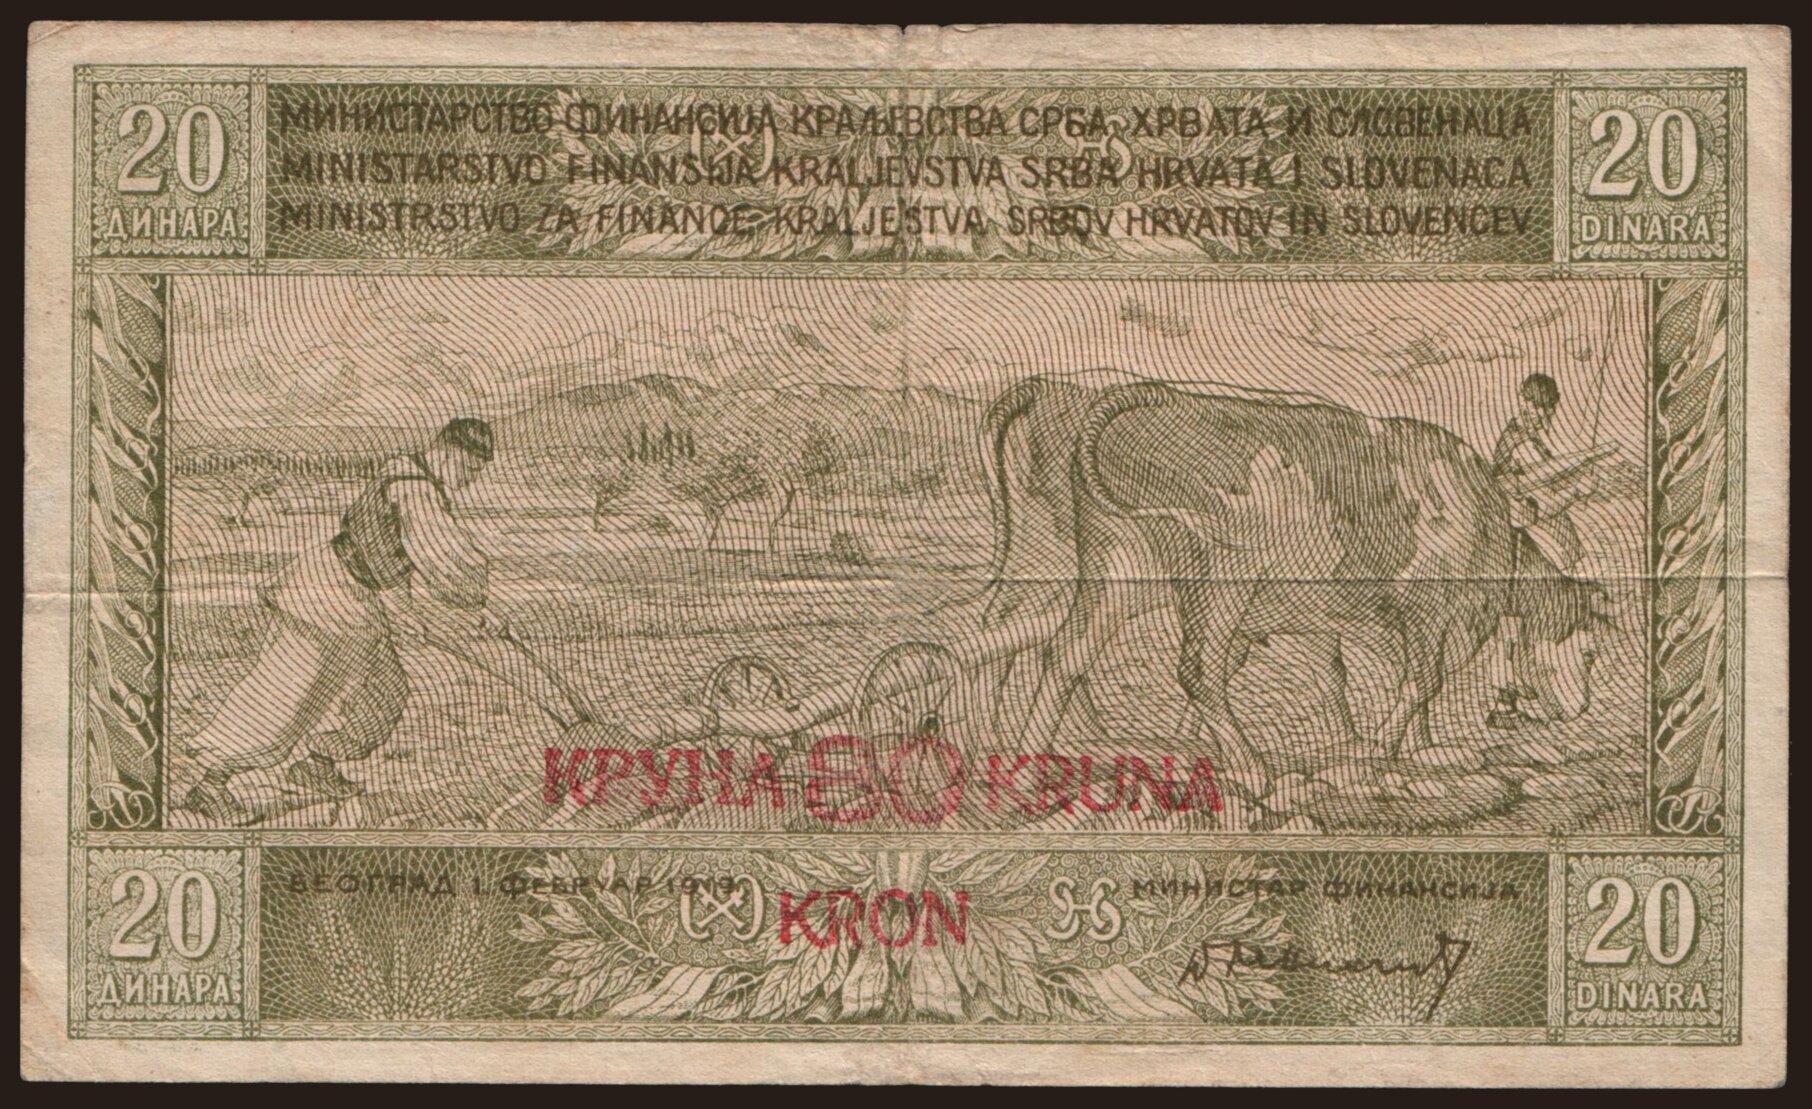 20 ДИНАРА
МИНИСТАРСТВО ФИНАНСИЈА КРАЉЕВСТВА СРБА, ХРВАТА И СЛОВЕНАЦА
MINISTARSTVO FINANSIJA KRALJEVSTVA SRBA HRVATA I SLOVENACA
MINISTRSTVO ZA FINANCE KRALJESTVA SRBOV HRVATOV IN SLOVENCEV
20 DINARA
КРУНА 80 KRUNA
KRON
20 ДИНАРА
БЕОГРАД 1. ФЕБРУАР 1919.
МИНИСТАР ФИНАНСИЈА
20 DINARA